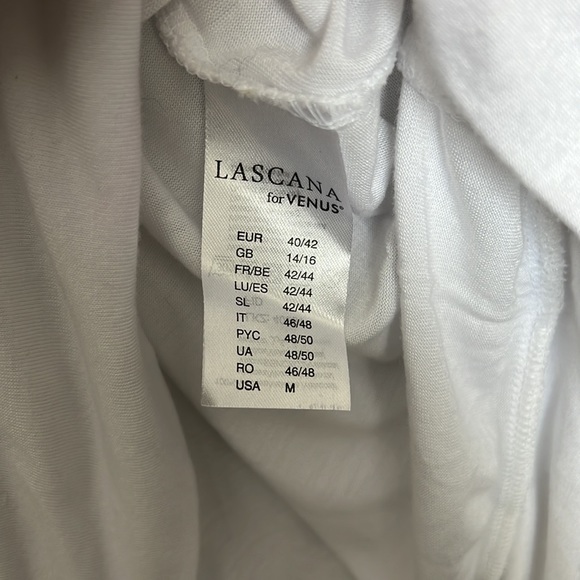 LASCANA
for VENUS®
EUR 40/42
GB 14/16
FR/BE 42/44
LU/ES 42/44
SL 42/44
IT 46/48
PYC 48/50
UA 48/50
RO 46/48
USA M